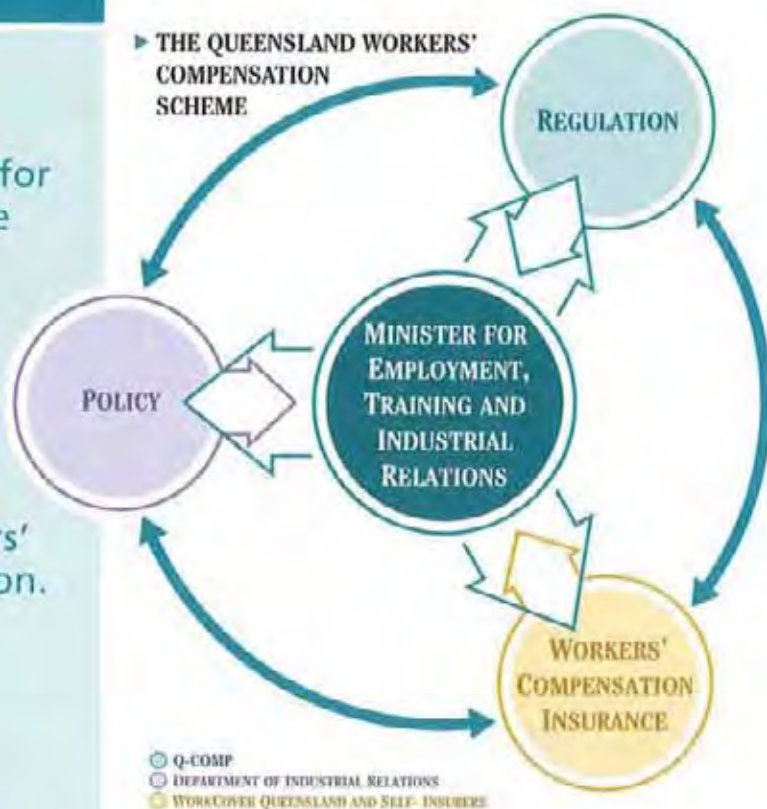 ▶ THE QUEENSLAND WORKERS'
COMPENSATION
SCHEME
for
e
s'
on.
REGULATION
MINISTER FOR
EMPLOYMENT,
TRAINING AND
INDUSTRIAL
RELATIONS
POLICY
WORKERS'
COMPENSATION
INSURANCE
Q-COMP
DEPARTMENT OF INDUSTRIAL RELATIONS
WORKCOVER QUEENSLAND AND SELF- INSURERS